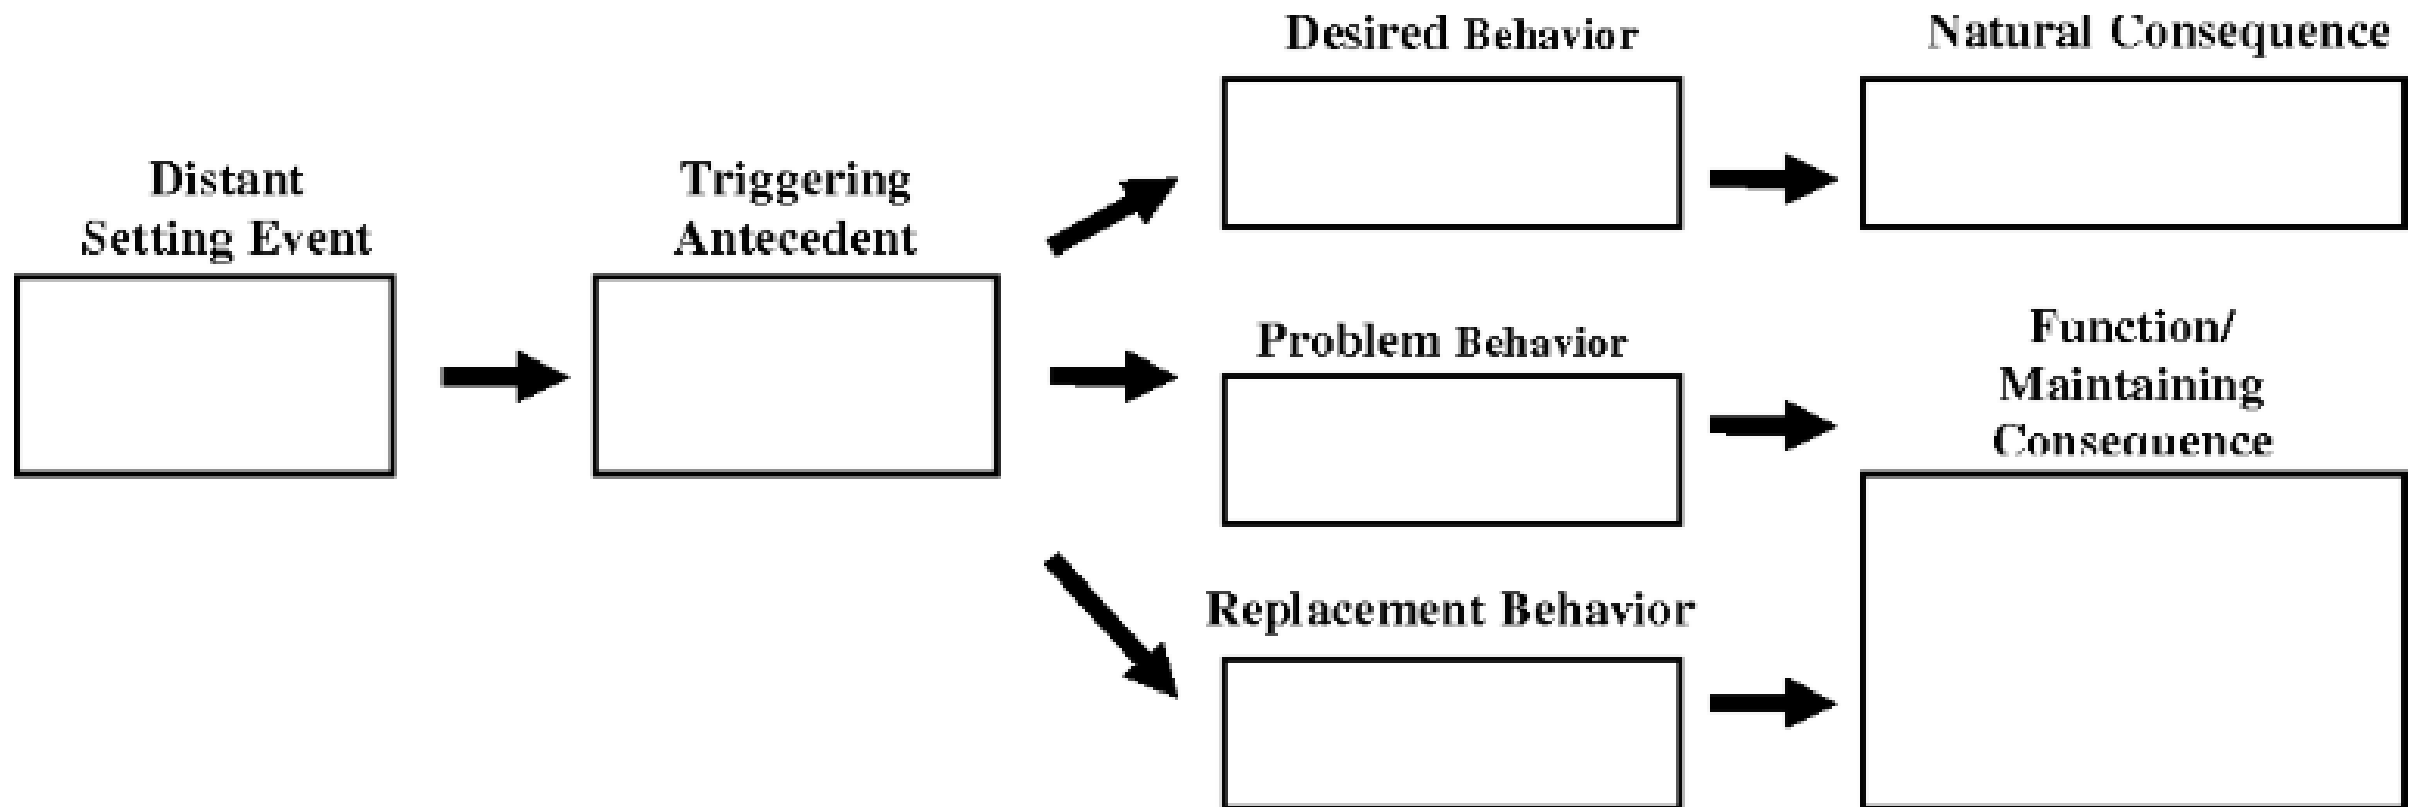 Desired Behavior
Natural Consequence
Distant
Setting Event
Triggering
Antecedent
Problem Behavior
Function/
Maintaining
Consequence
Replacement Behavior